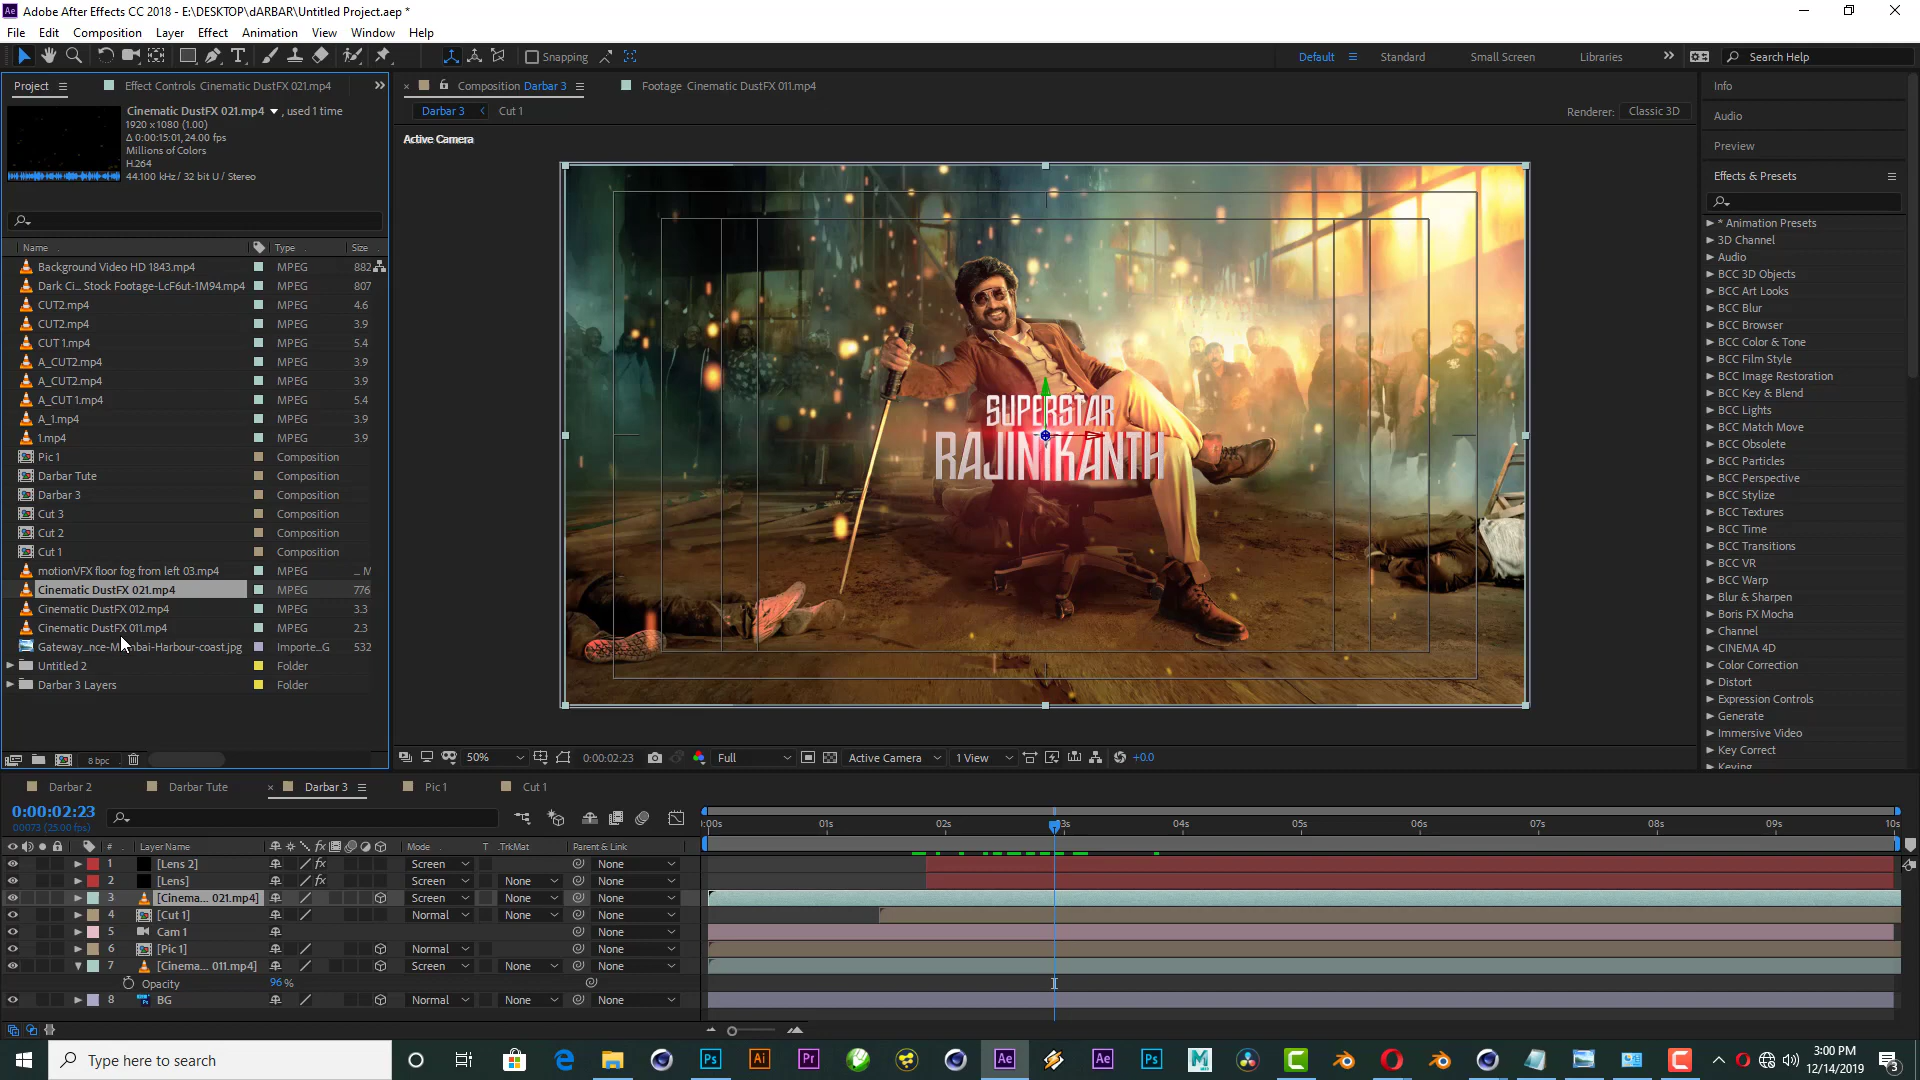 Adobe After Effects CC 2018 - E:\DESKTOP\dARBAR\Untitled Project.aep *
File Edit Composition Layer Effect Animation View Window Help
Snapping
Default Standard Small Screen Libraries Search Help
Project Effect Controls Cinematic DustFX 021.mp4
Cinematic DustFX 021.mp4 , used 1 time
1920 x 1080 (1.00)
Δ 0:00:15:01, 24.00 fps
Millions of Colors
H.264
44.100 kHz / 32 bit U / Stereo
Name Type Size
Background Video HD 1843.mp4 MPEG 882
Dark Ci... Stock Footage-LcF6ut-1M94.mp4 MPEG 807
CUT2.mp4 MPEG 4.6
CUT2.mp4 MPEG 3.9
CUT 1.mp4 MPEG 5.4
A_CUT2.mp4 MPEG 3.9
A_CUT2.mp4 MPEG 3.9
A_CUT 1.mp4 MPEG 5.4
A_1.mp4 MPEG 3.9
1.mp4 MPEG 3.9
Pic 1 Composition
Darbar Tute Composition
Darbar 3 Composition
Cut 3 Composition
Cut 2 Composition
Cut 1 Composition
motionVFX floor fog from left 03.mp4 MPEG ... M
Cinematic DustFX 021.mp4 MPEG 776
Cinematic DustFX 012.mp4 MPEG 3.3
Cinematic DustFX 011.mp4 MPEG 2.3
Gateway...nce-Mumbai-Harbour-coast.jpg Importe...G 532
Untitled 2 Folder
Darbar 3 Layers Folder
8 bpc
Composition Darbar 3 Footage Cinematic DustFX 011.mp4
Darbar 3 Cut 1 Renderer: Classic 3D
Active Camera
SUPERSTAR
RAJINIKANTH
50% 0:00:02:23 Full Active Camera 1 View +0.0
Info
Audio
Preview
Effects & Presets
* Animation Presets
3D Channel
Audio
BCC 3D Objects
BCC Art Looks
BCC Blur
BCC Browser
BCC Color & Tone
BCC Film Style
BCC Image Restoration
BCC Key & Blend
BCC Lights
BCC Match Move
BCC Obsolete
BCC Particles
BCC Perspective
BCC Stylize
BCC Textures
BCC Time
BCC Transitions
BCC VR
BCC Warp
Blur & Sharpen
Boris FX Mocha
Channel
CINEMA 4D
Color Correction
Distort
Expression Controls
Generate
Immersive Video
Key Correct
Keying
Darbar 2 Darbar Tute Darbar 3 Pic 1 Cut 1
0:00:02:23
00073 (25.00 fps)
:00s 01s 02s 3s 04s 05s 06s 07s 08s 09s 10s
# Layer Name Mode T .TrkMat Parent & Link
1 [Lens 2] Screen None
2 [Lens] Screen None None
3 [Cinema... 021.mp4] Screen None None
4 [Cut 1] Normal None None
5 Cam 1 None
6 [Pic 1] Normal None
7 [Cinema... 011.mp4] Screen None None
Opacity 96 %
8 BG Normal None None
Type here to search
3:00 PM
12/14/2019
3